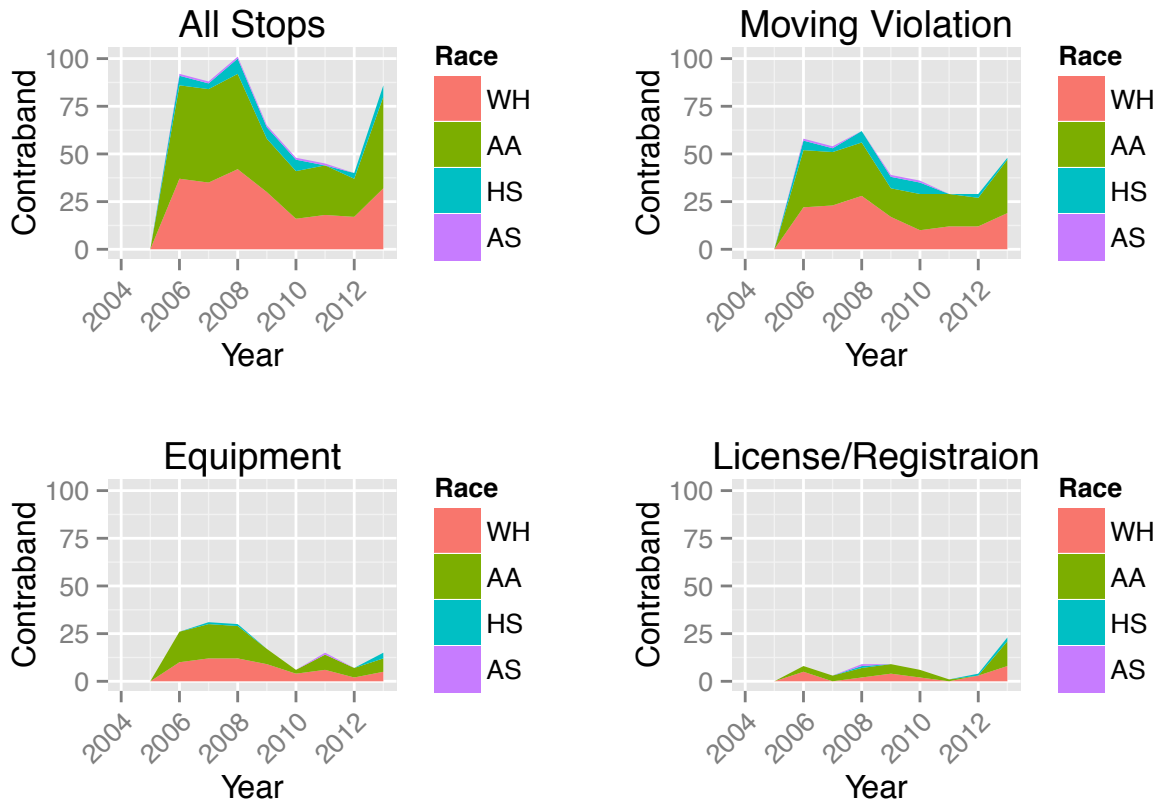 All Stops
Contraband
100
75
50
25
0
2004
2006
2008
2010
2012
Year
Race
WH
AA
HS
AS
Moving Violation
Contraband
100
75
50
25
0
2004
2006
2008
2010
2012
Year
Race
WH
AA
HS
AS
Equipment
Contraband
100
75
50
25
0
2004
2006
2008
2010
2012
Year
Race
WH
AA
HS
AS
License/Registraion
Contraband
100
75
50
25
0
2004
2006
2008
2010
2012
Year
Race
WH
AA
HS
AS